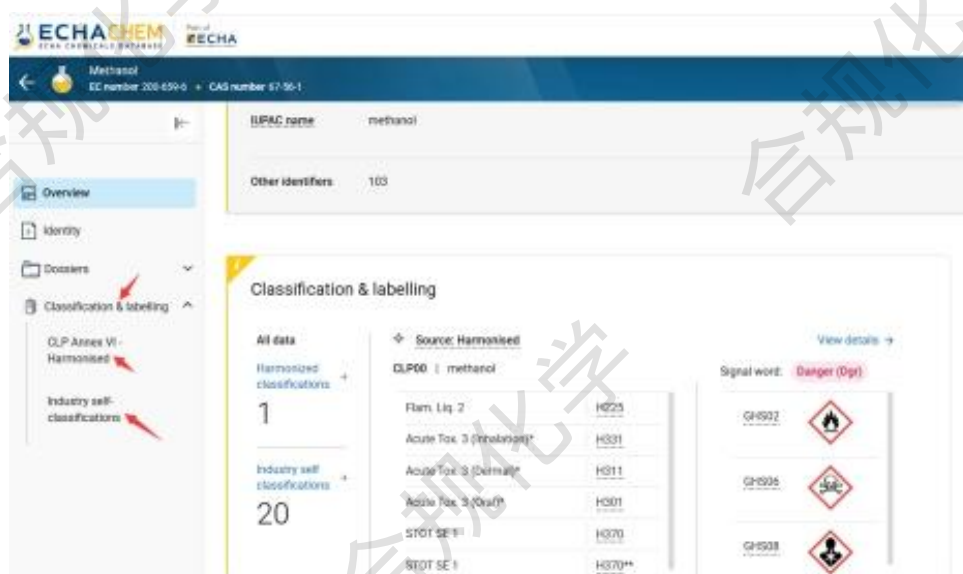 ECHA CHEM
ECHA CHEMICALS DATABASE
Part of
ECHA
Methanol
EC number 200-659-6 • CAS number 67-56-1
IUPAC name methanol
Other identifiers 103
Overview
Identity
Dossiers
Classification & labelling
CLP Annex VI -
Harmonised
Industry self-
classifications
Classification & labelling
All data
Harmonized
classifications
1
Industry self
classifications
20
Source: Harmonised
View details →
CLP00 | methanol
Signal word: Danger (Dgr)
Flam. Liq. 2 H225
Acute Tox. 3 (Inhalation)* H331
Acute Tox. 3 (Dermal)* H311
Acute Tox. 3 (Oral)* H301
STOT SE 1 H370
STOT SE 1 H370**
GHS02
GHS06
GHS08
合规化学
合规化学
合规化学